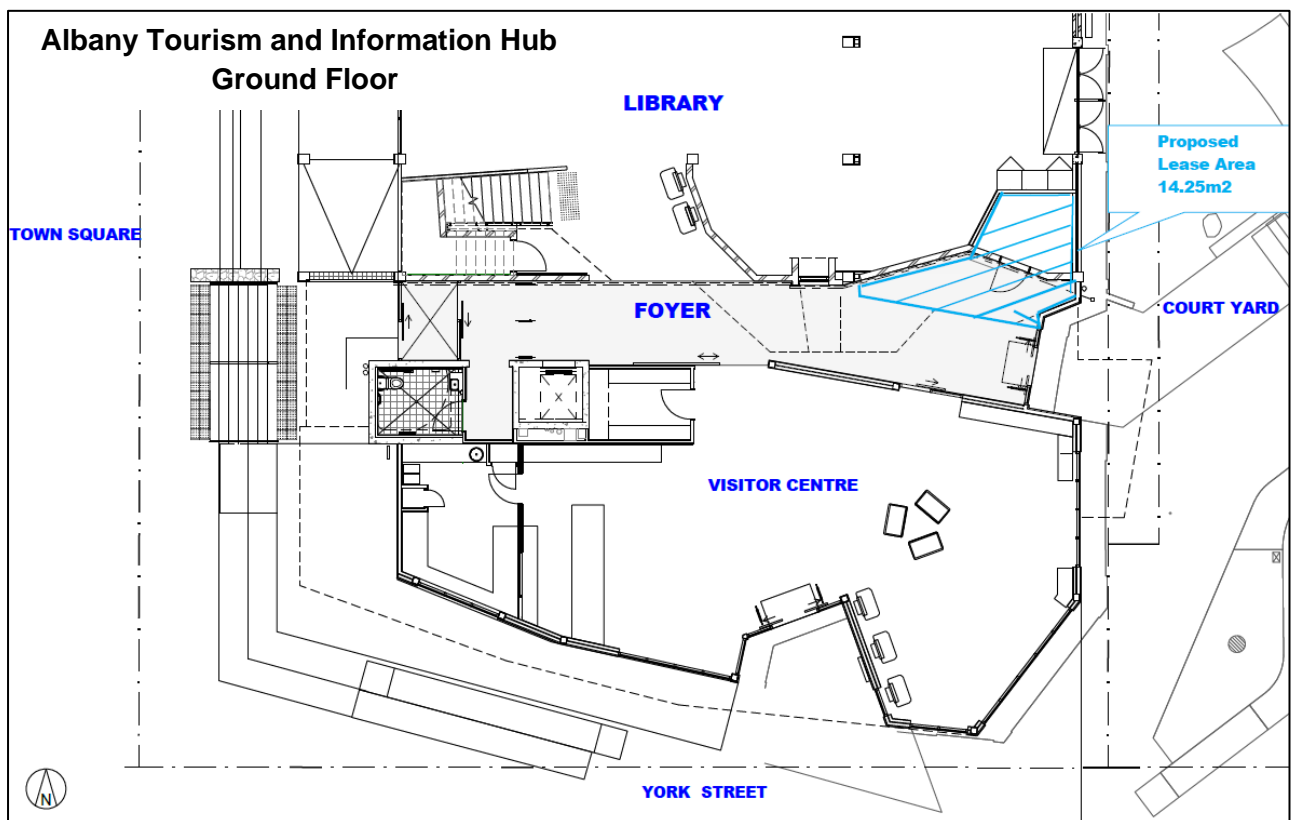 Albany Tourism and Information Hub
Ground Floor
LIBRARY
Proposed
Lease Area
14.25m2
TOWN SQUARE
FOYER
COURT YARD
VISITOR CENTRE
YORK STREET
N